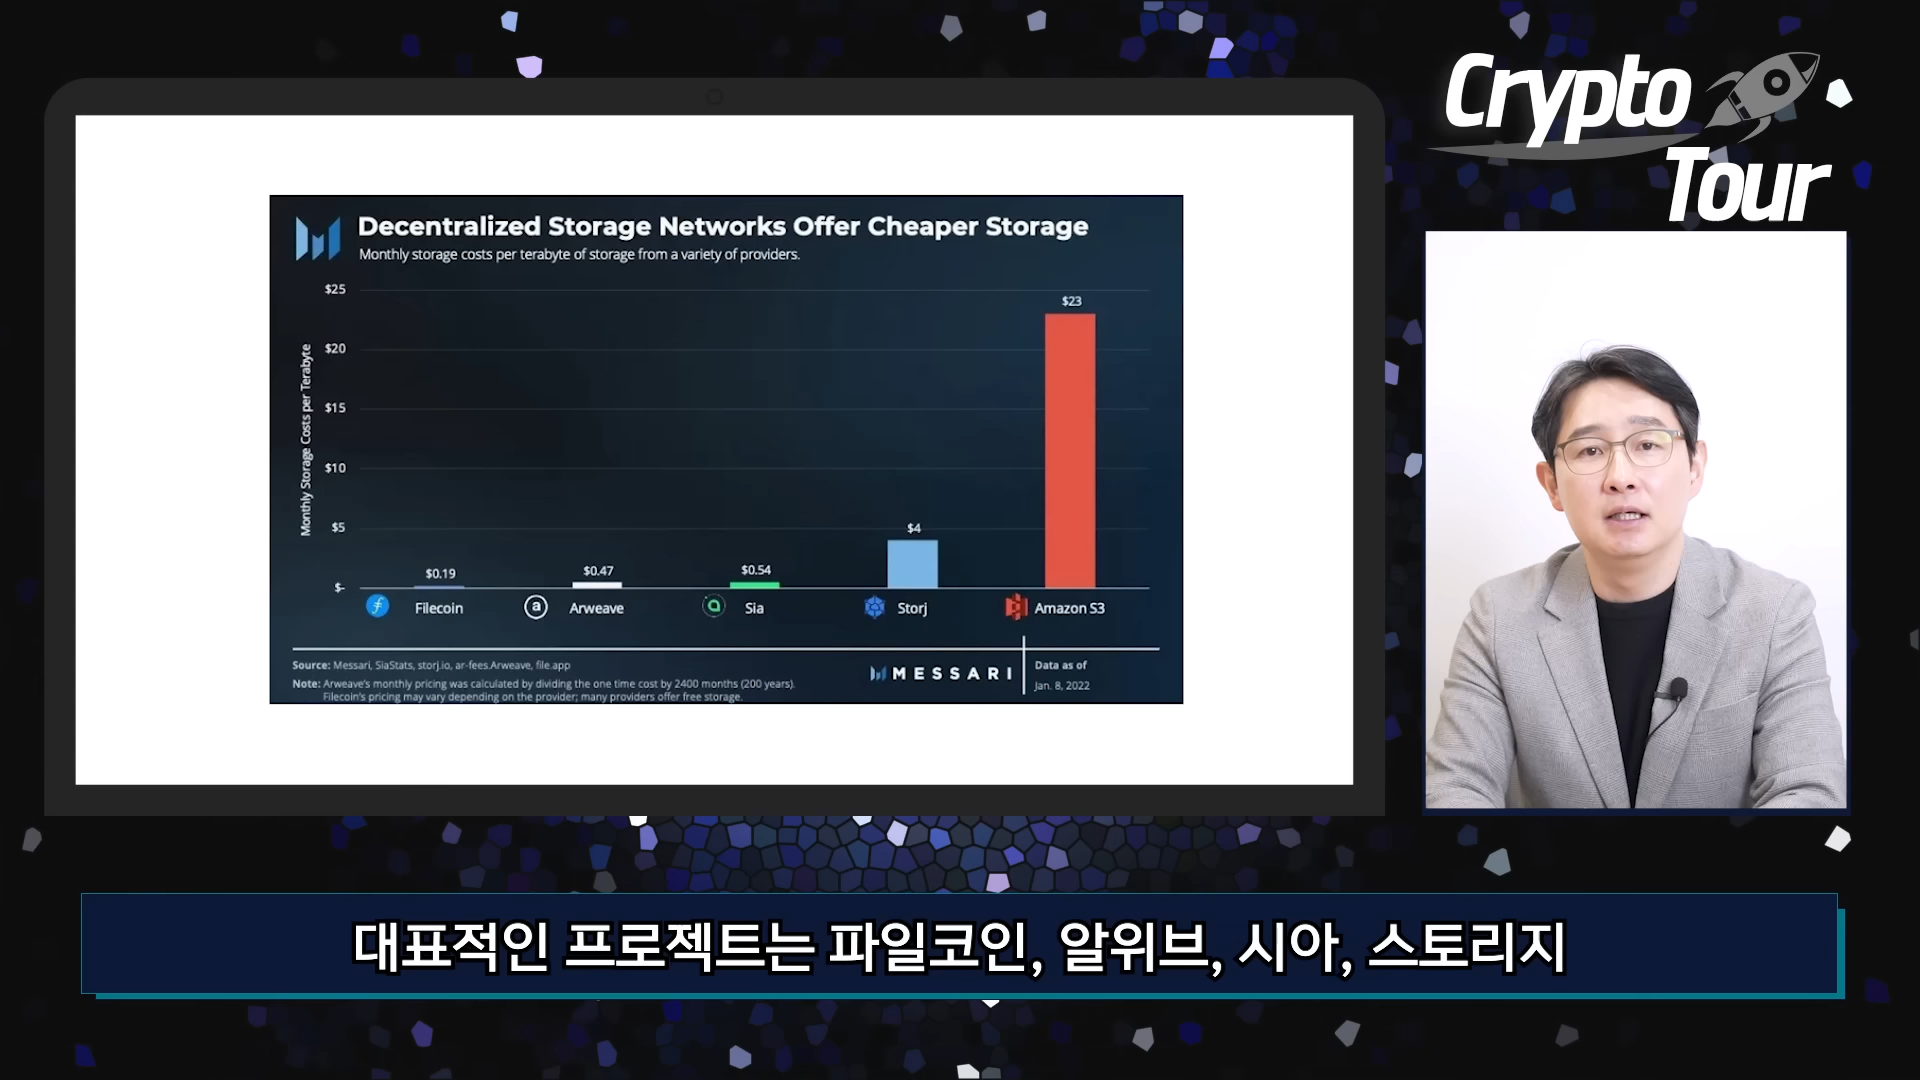 Crypto
Tour
Decentralized Storage Networks Offer Cheaper Storage
Monthly storage costs per terabyte of storage from a variety of providers.
Monthly Storage Costs per Terabyte
$25
$20
$15
$10
$5
$-
$0.19
$0.47
$0.54
$4
$23
Filecoin
Arweave
Sia
Storj
Amazon S3
Source: Messari, SiaStats, storj.io, ar-fees.Arweave, file.app
Note: Arweave's monthly pricing was calculated by dividing the one time cost by 2400 months (200 years).
Filecoin's pricing may vary depending on the provider; many providers offer free storage.
MESSARI
Data as of
Jan. 8, 2022
대표적인 프로젝트는 파일코인, 알위브, 시아, 스토리지